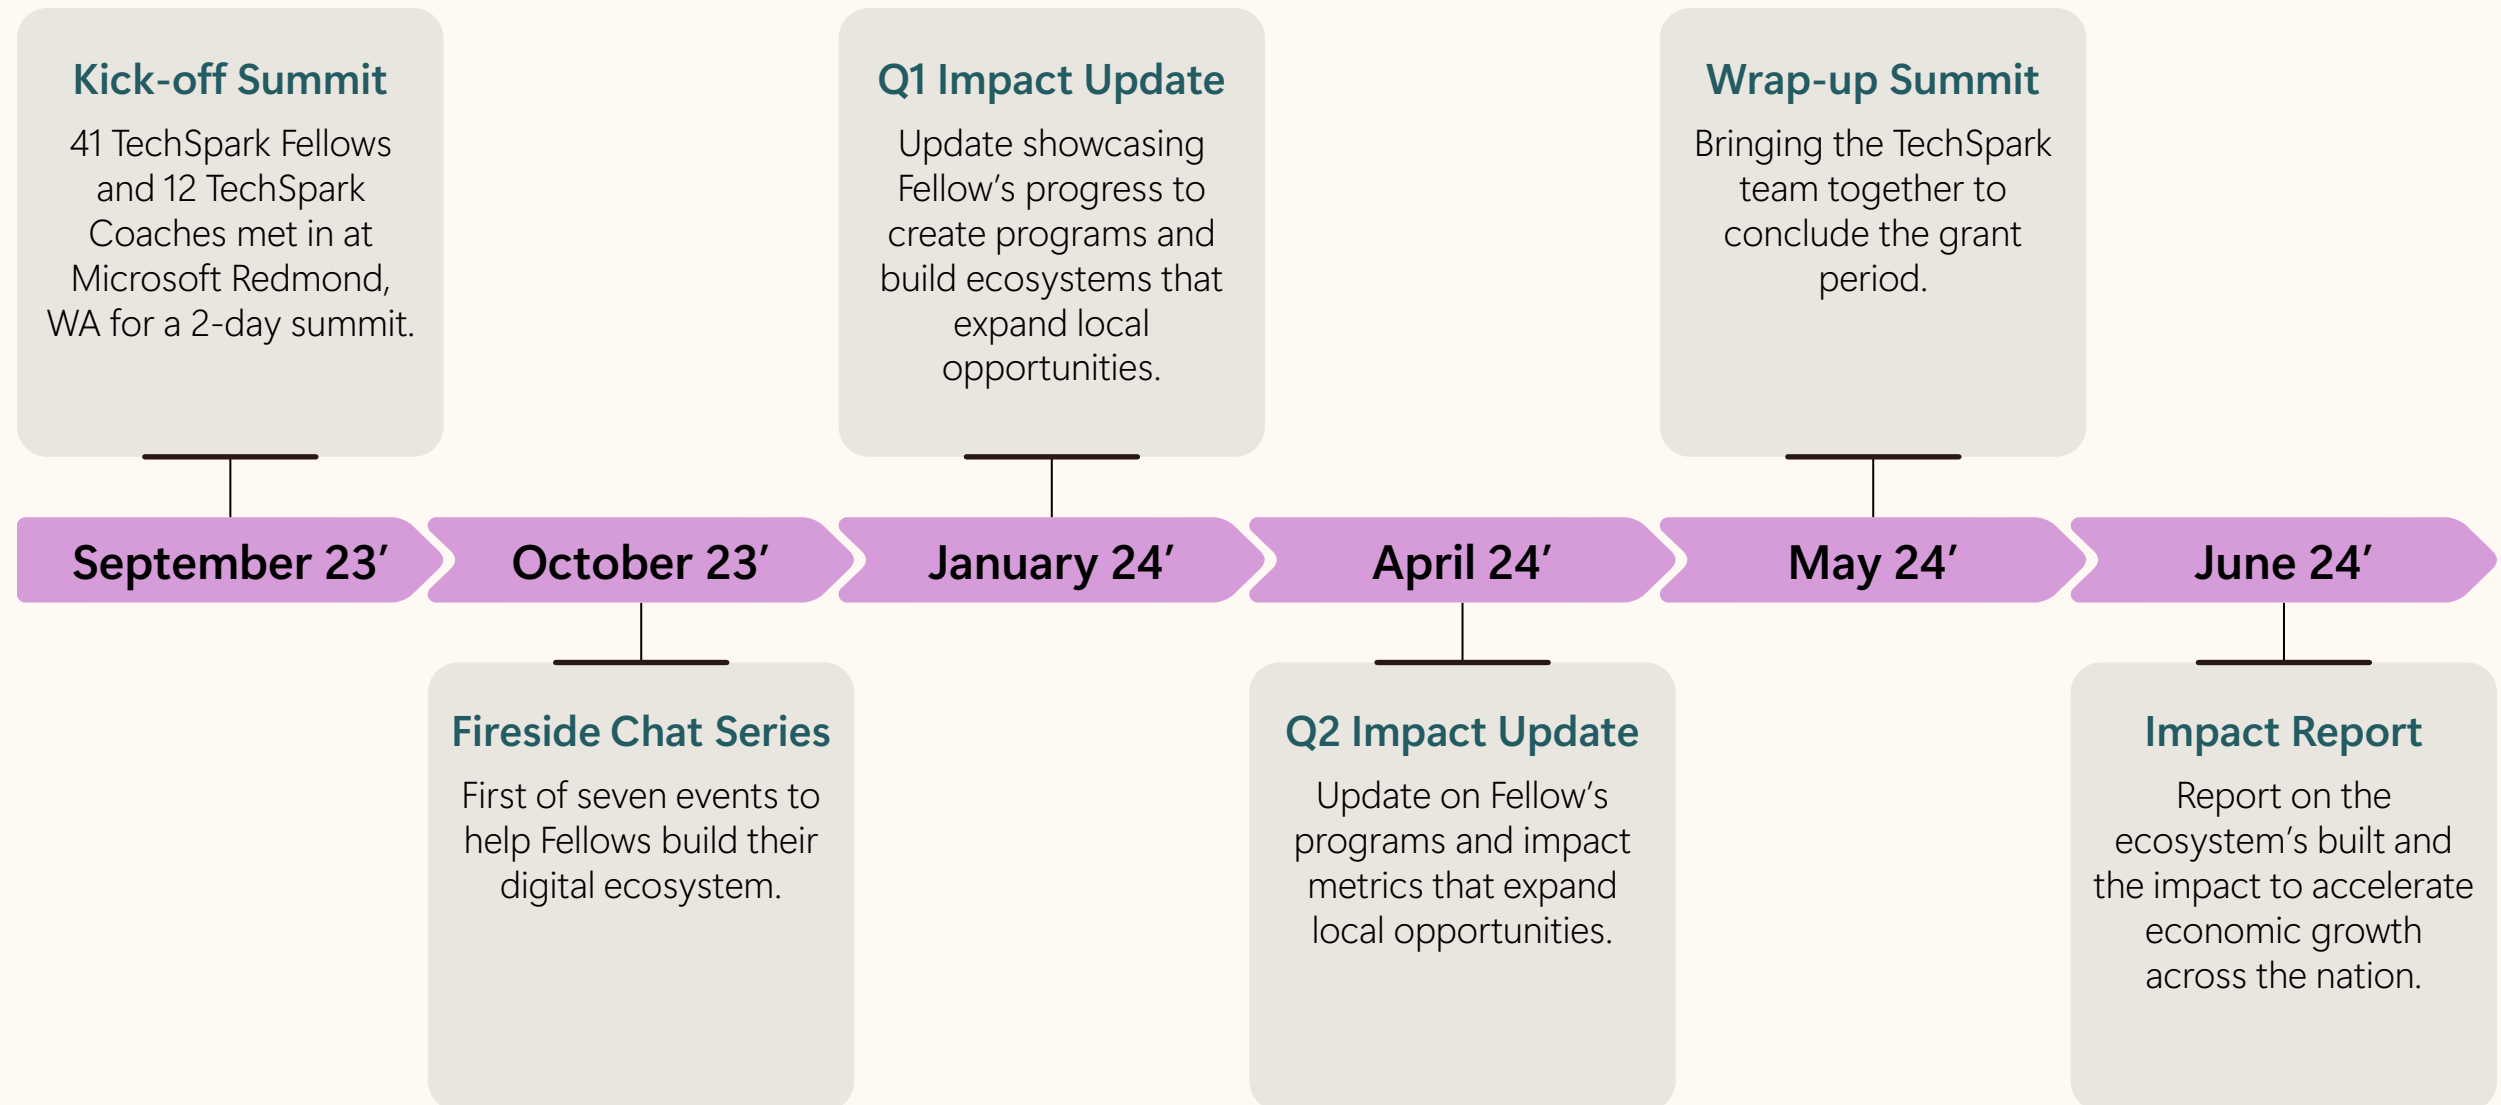 Kick-off Summit
41 TechSpark Fellows
and 12 TechSpark
Coaches met in at
Microsoft Redmond,
WA for a 2-day summit.
Q1 Impact Update
Update showcasing
Fellow’s progress to
create programs and
build ecosystems that
expand local
opportunities.
Wrap-up Summit
Bringing the TechSpark
team together to
conclude the grant
period.
September 23’
October 23’
January 24’
April 24’
May 24’
June 24’
Fireside Chat Series
First of seven events to
help Fellows build their
digital ecosystem.
Q2 Impact Update
Update on Fellow’s
programs and impact
metrics that expand
local opportunities.
Impact Report
Report on the
ecosystem’s built and
the impact to accelerate
economic growth
across the nation.